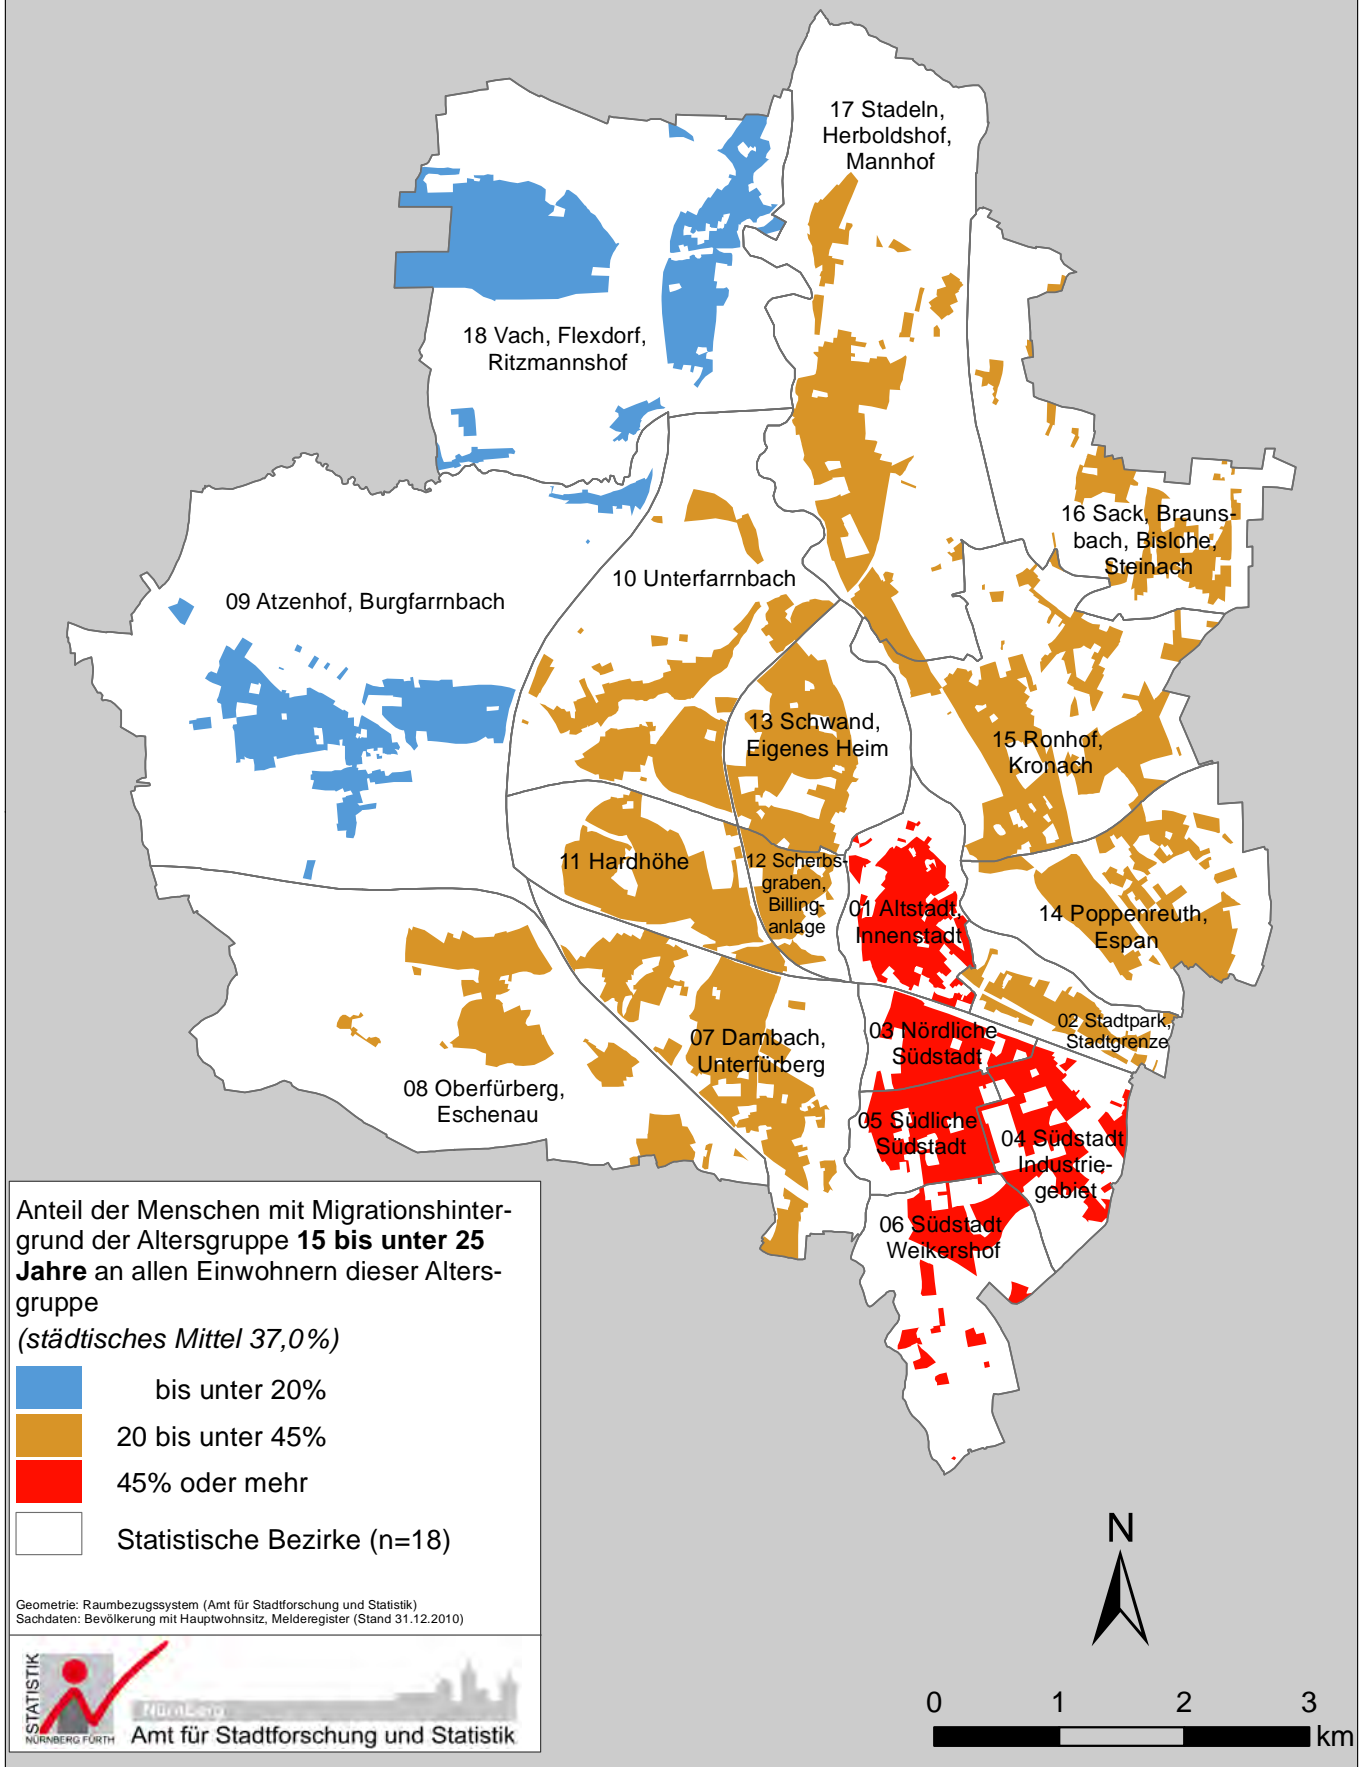 17 Stadeln,
Herboldshof,
Mannhof
18 Vach, Flexdorf,
Ritzmannshof
16 Sack, Brauns-
bach, Bislohe,
Steinach
10 Unterfarrnbach
09 Atzenhof, Burgfarrnbach
13 Schwand,
Eigenes Heim
15 Ronhof,
Kronach
11 Hardhöhe
12 Scherbs-
graben,
Billing-
anlage
01 Altstadt,
Innenstadt
14 Poppenreuth,
Espan
02 Stadtpark,
Stadtgrenze
03 Nördliche
Südstadt
07 Dambach,
Unterfürberg
08 Oberfürberg,
Eschenau
05 Südliche
Südstadt
04 Südstadt
Industrie-
gebiet
06 Südstadt
Weikershof
Anteil der Menschen mit Migrationshinter-
grund der Altersgruppe 15 bis unter 25
Jahre an allen Einwohnern dieser Alters-
gruppe
(städtisches Mittel 37,0%)
bis unter 20%
20 bis unter 45%
45% oder mehr
Statistische Bezirke (n=18)
Geometrie: Raumbezugssystem (Amt für Stadtforschung und Statistik)
Sachdaten: Bevölkerung mit Hauptwohnsitz, Melderegister (Stand 31.12.2010)
STATISTIK
NÜRNBERG FÜRTH
Nürnberg
Amt für Stadtforschung und Statistik
N
0 1 2 3
km